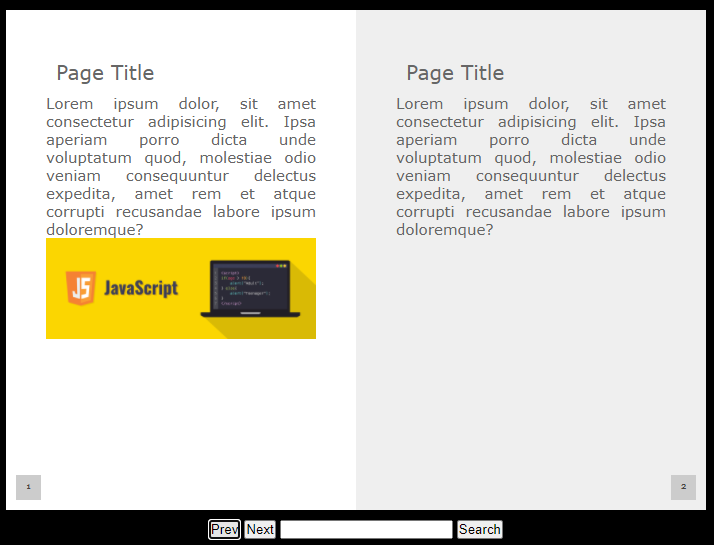 Page Title
Lorem ipsum dolor, sit amet
consectetur adipisicing elit. Ipsa
aperiam porro dicta unde
voluptatum quod, molestiae odio
veniam consequuntur delectus
expedita, amet rem et atque
corrupti recusandae labore ipsum
doloremque?
JS JavaScript
1
Page Title
Lorem ipsum dolor, sit amet
consectetur adipisicing elit. Ipsa
aperiam porro dicta unde
voluptatum quod, molestiae odio
veniam consequuntur delectus
expedita, amet rem et atque
corrupti recusandae labore ipsum
doloremque?
2
Prev Next Search